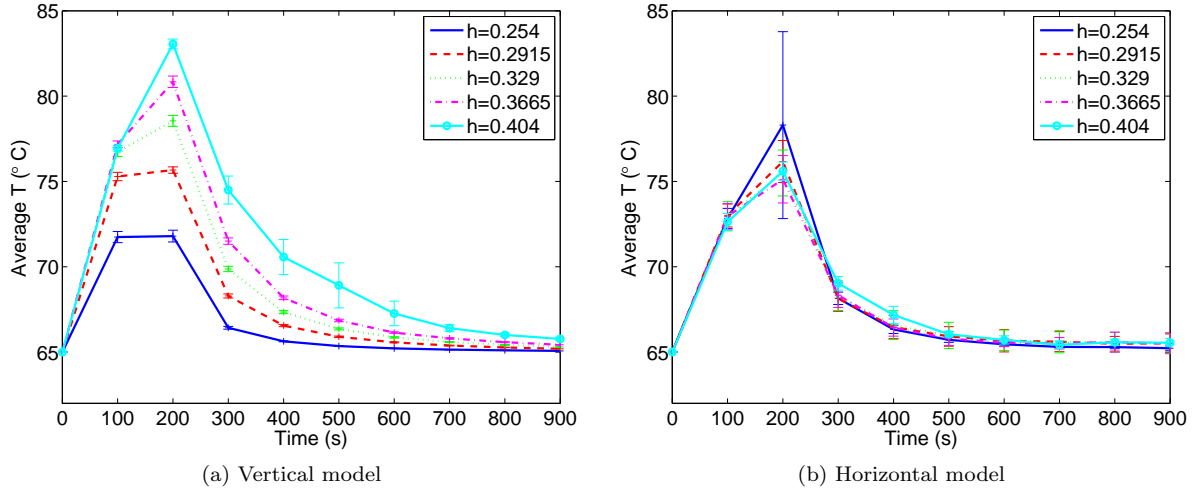 85
80
75
70
65
Average T (° C)
0 100 200 300 400 500 600 700 800 900
Time (s)
h=0.254
h=0.2915
h=0.329
h=0.3665
h=0.404
(a) Vertical model
85
80
75
70
65
Average T (° C)
0 100 200 300 400 500 600 700 800 900
Time (s)
h=0.254
h=0.2915
h=0.329
h=0.3665
h=0.404
(b) Horizontal model